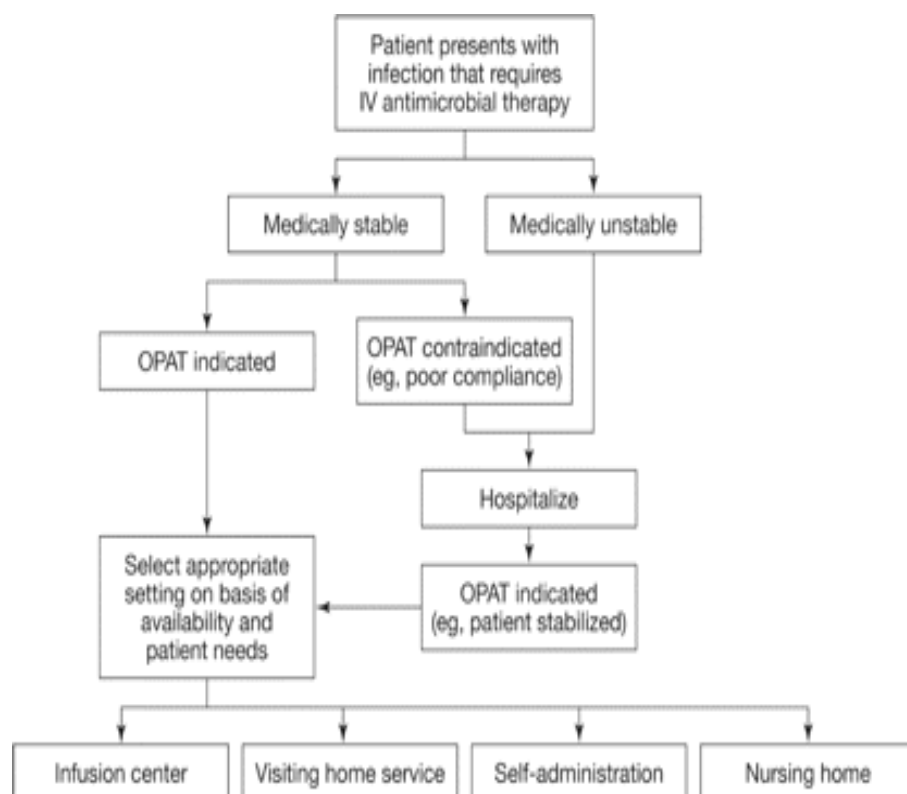 Patient presents with
infection that requires
IV antimicrobial therapy
Medically stable
Medically unstable
OPAT indicated
OPAT contraindicated
(eg, poor compliance)
Hospitalize
Select appropriate
setting on basis of
availability and
patient needs
OPAT indicated
(eg, patient stabilized)
Infusion center
Visiting home service
Self-administration
Nursing home